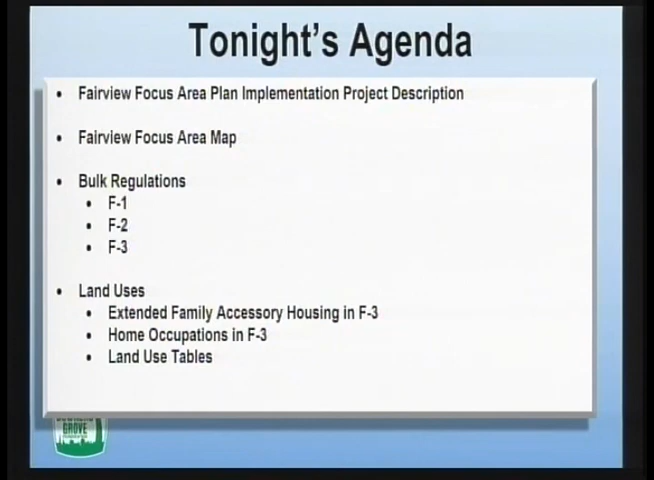 Tonight's Agenda
• Fairview Focus Area Plan Implementation Project Description
• Fairview Focus Area Map
• Bulk Regulations
• F-1
• F-2
• F-3
• Land Uses
• Extended Family Accessory Housing in F-3
• Home Occupations in F-3
• Land Use Tables
GROVE